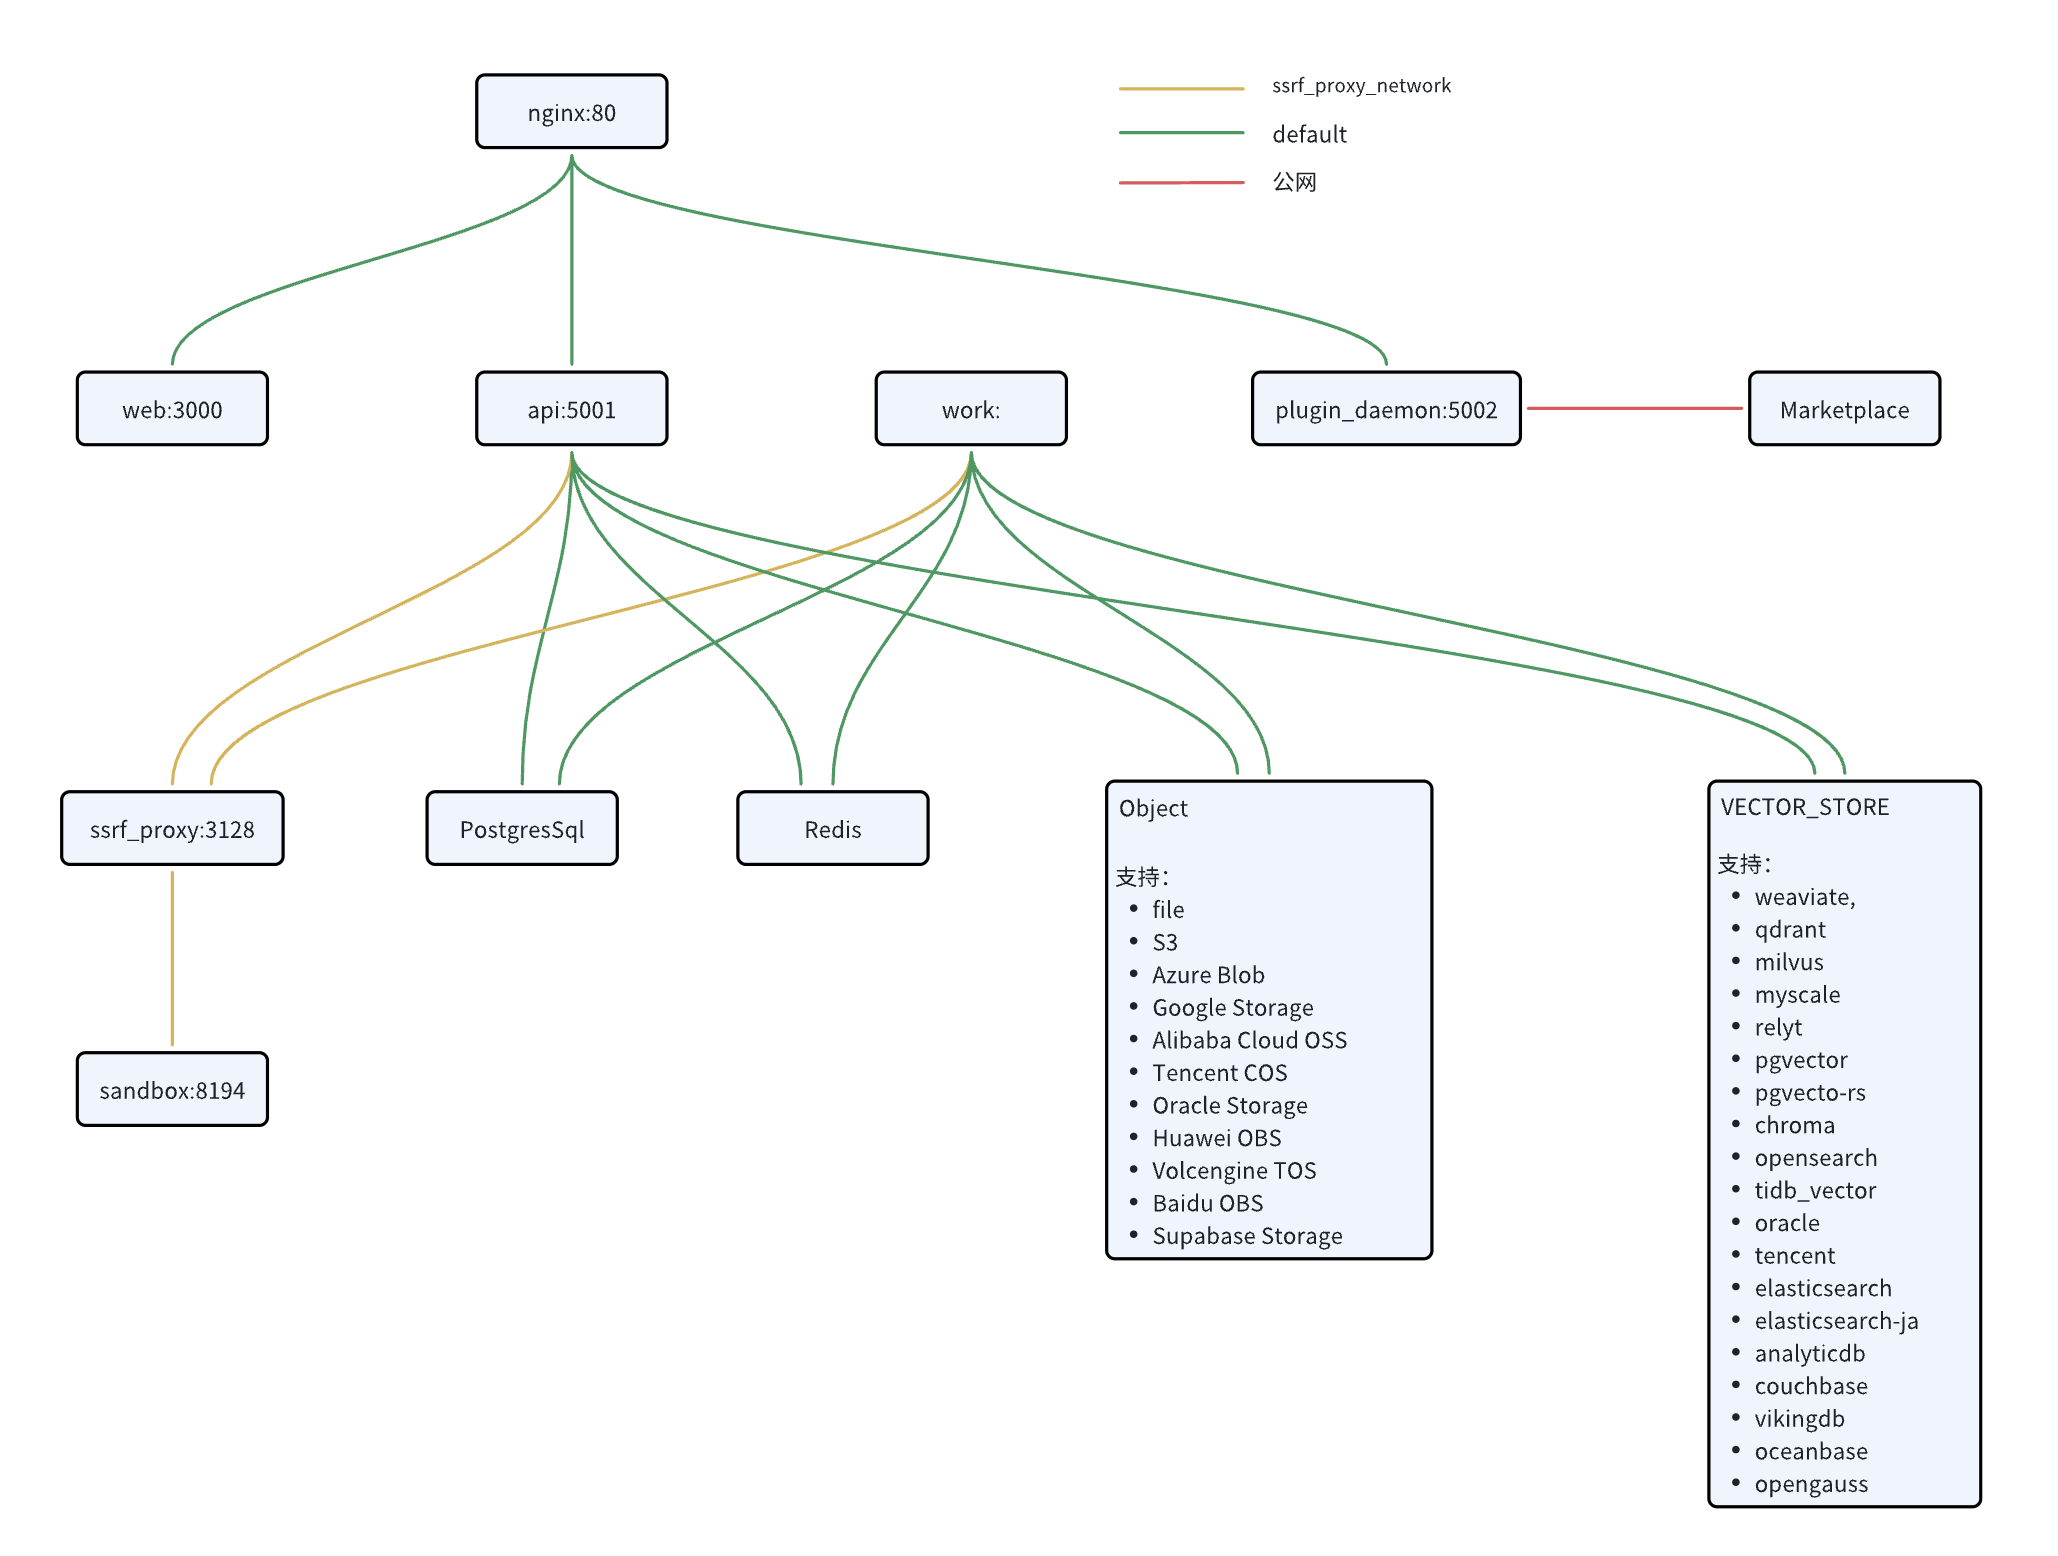 nginx:80
ssrf_proxy_network
default
公网
web:3000
api:5001
work:
plugin_daemon:5002
Marketplace
ssrf_proxy:3128
PostgresSql
Redis
Object
支持：
• file
• S3
• Azure Blob
• Google Storage
• Alibaba Cloud OSS
• Tencent COS
• Oracle Storage
• Huawei OBS
• Volcengine TOS
• Baidu OBS
• Supabase Storage
VECTOR_STORE
支持：
• weaviate,
• qdrant
• milvus
• myscale
• relyt
• pgvector
• pgvecto-rs
• chroma
• opensearch
• tidb_vector
• oracle
• tencent
• elasticsearch
• elasticsearch-ja
• analyticdb
• couchbase
• vikingdb
• oceanbase
• opengauss
sandbox:8194